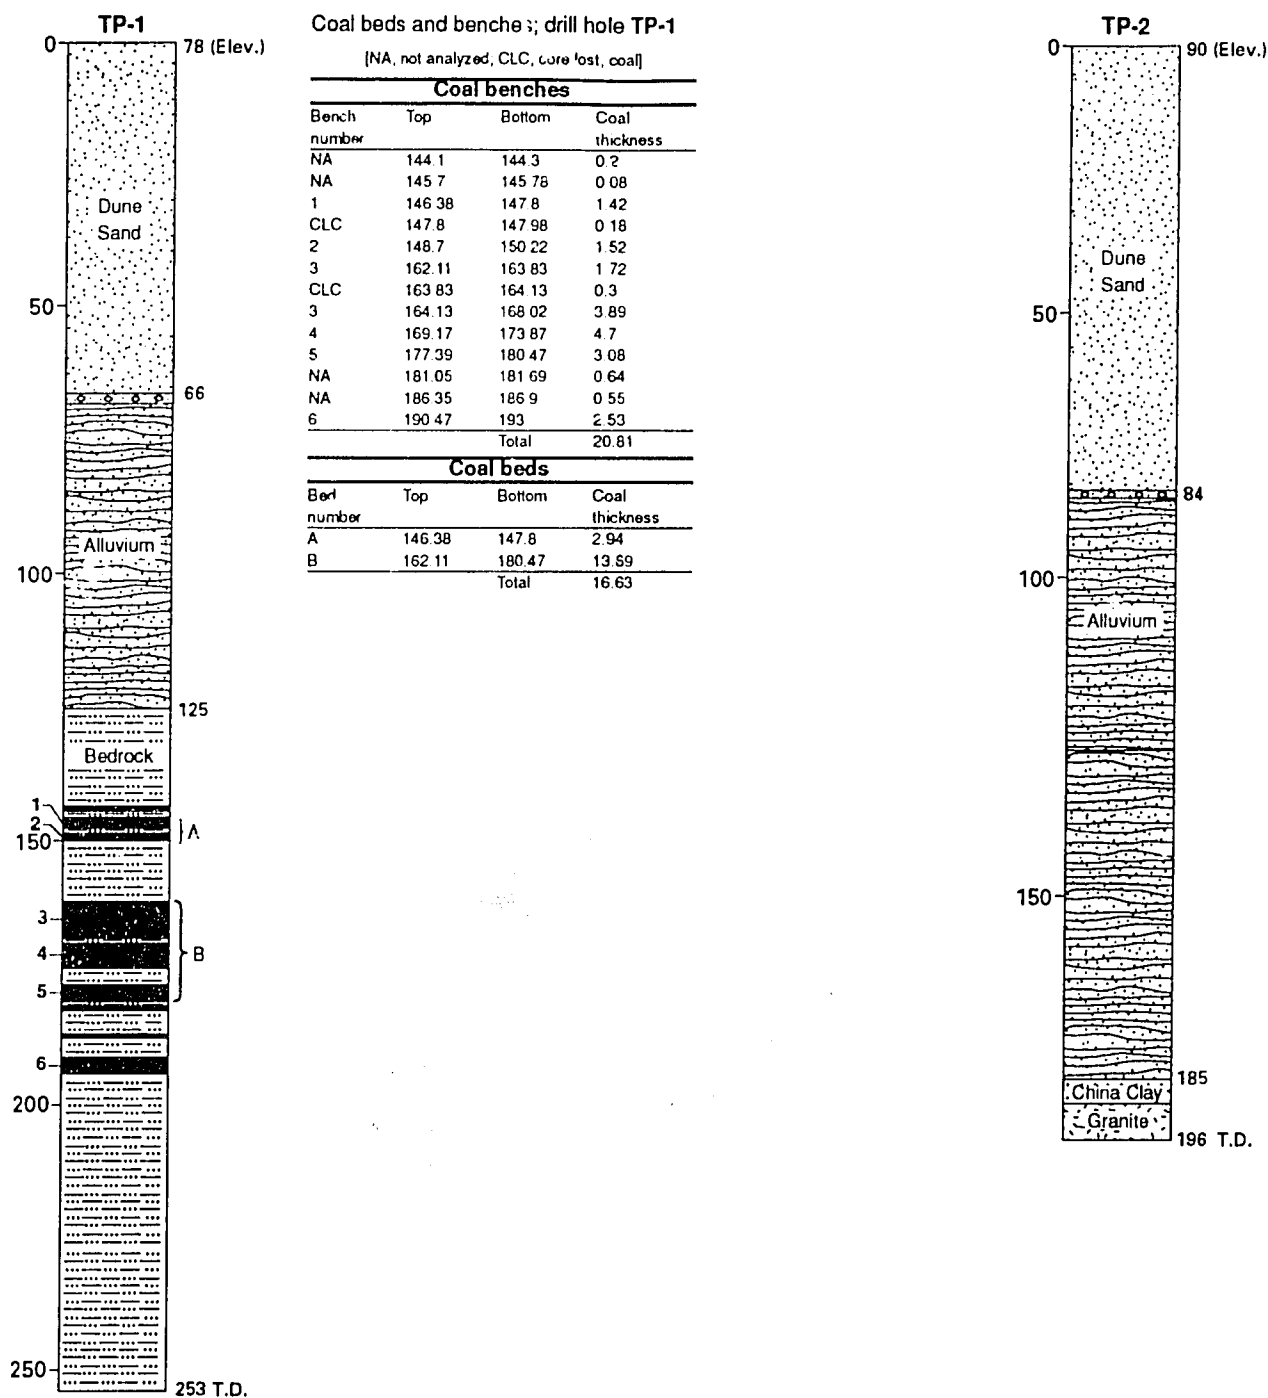 TP-1
0
78 (Elev.)
Dune
Sand
50
66
Alluvium
100
125
Bedrock
1
2
A
150
3
4
B
5
6
200
250
253 T.D.
Coal beds and benches; drill hole TP-1
[NA, not analyzed; CLC, core lost, coal]
Coal benches
Bench Top Bottom Coal
number thickness
NA 144.1 144.3 0.2
NA 145 7 145 78 0 08
1 146 38 147.8 1.42
CLC 147.8 147.98 0 18
2 148.7 150 22 1 52
3 162.11 163 83 1 72
CLC 163 83 164.13 0.3
3 164.13 168 02 3.89
4 169.17 173 87 4.7
5 177.39 180 47 3 08
NA 181.05 181 69 0.64
NA 186 35 186 9 0 55
6 190 47 193 2.53
Total 20.81
Coal beds
Bed Top Bottom Coal
number thickness
A 146.38 147.8 2.94
B 162 11 180.47 13.59
Total 16.63
TP-2
0
90 (Elev.)
Dune
Sand
50
84
100
Alluvium
150
185
China Clay
Granite
196 T.D.